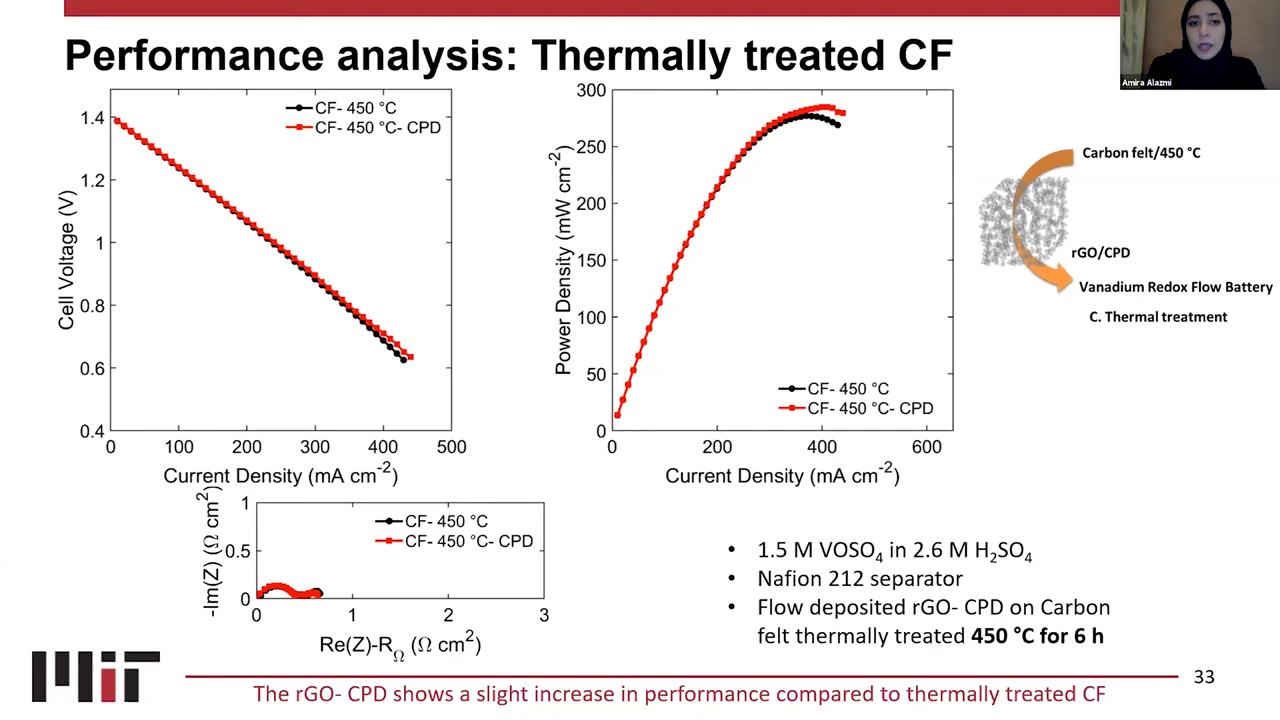 Performance analysis: Thermally treated CF
Amira Alazmi
CF- 450 °C
CF- 450 °C- CPD
1.4
1.2
1
0.8
0.6
0.4
0
100
200
300
400
500
Cell Voltage (V)
Current Density (mA cm-2)
300
250
200
150
100
50
0
0
200
400
600
Power Density (mW cm-2)
Current Density (mA cm-2)
CF- 450 °C
CF- 450 °C- CPD
Carbon felt/450 °C
rGO/CPD
Vanadium Redox Flow Battery
C. Thermal treatment
1
0.5
0
0
1
2
3
-Im(Z) (Ω cm2)
Re(Z)-RΩ (Ω cm2)
CF- 450 °C
CF- 450 °C- CPD
• 1.5 M VOSO4 in 2.6 M H2SO4
• Nafion 212 separator
• Flow deposited rGO- CPD on Carbon
felt thermally treated 450 °C for 6 h
MIT
33
The rGO- CPD shows a slight increase in performance compared to thermally treated CF